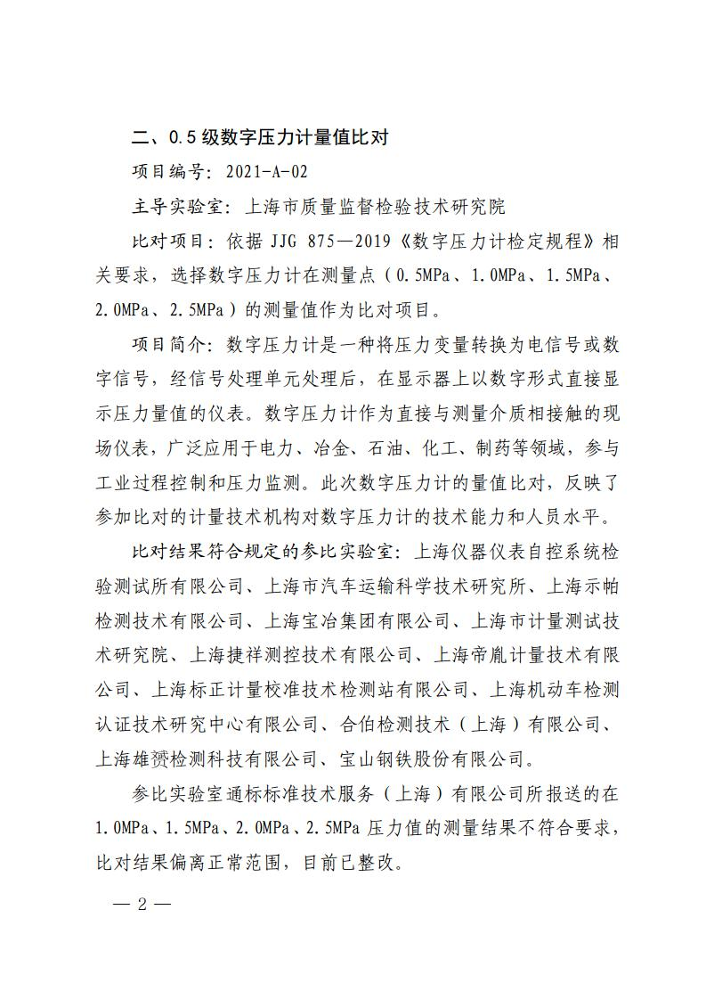 二、0.5 级数字压力计量值比对
项目编号：2021-A-02
主导实验室：上海市质量监督检验技术研究院
比对项目：依据 JJG 875—2019《数字压力计检定规程》相
关要求，选择数字压力计在测量点（0.5MPa、1.0MPa、1.5MPa、
2.0MPa、2.5MPa）的测量值作为比对项目。
项目简介：数字压力计是一种将压力变量转换为电信号或数
字信号，经信号处理单元处理后，在显示器上以数字形式直接显
示压力量值的仪表。数字压力计作为直接与测量介质相接触的现
场仪表，广泛应用于电力、冶金、石油、化工、制药等领域，参与
工业过程控制和压力监测。此次数字压力计的量值比对，反映了
参加比对的计量技术机构对数字压力计的技术能力和人员水平。
比对结果符合规定的参比实验室：上海仪器仪表自控系统检
验测试所有限公司、上海市汽车运输科学技术研究所、上海示帕
检测技术有限公司、上海宝冶集团有限公司、上海市计量测试技
术研究院、上海捷祥测控技术有限公司、上海帝胤计量技术有限
公司、上海标正计量校准技术检测站有限公司、上海机动车检测
认证技术研究中心有限公司、合伯检测技术（上海）有限公司、
上海雄赟检测科技有限公司、宝山钢铁股份有限公司。
参比实验室通标标准技术服务（上海）有限公司所报送的在
1.0MPa、1.5MPa、2.0MPa、2.5MPa 压力值的测量结果不符合要求，
比对结果偏离正常范围，目前已整改。
— 2 —